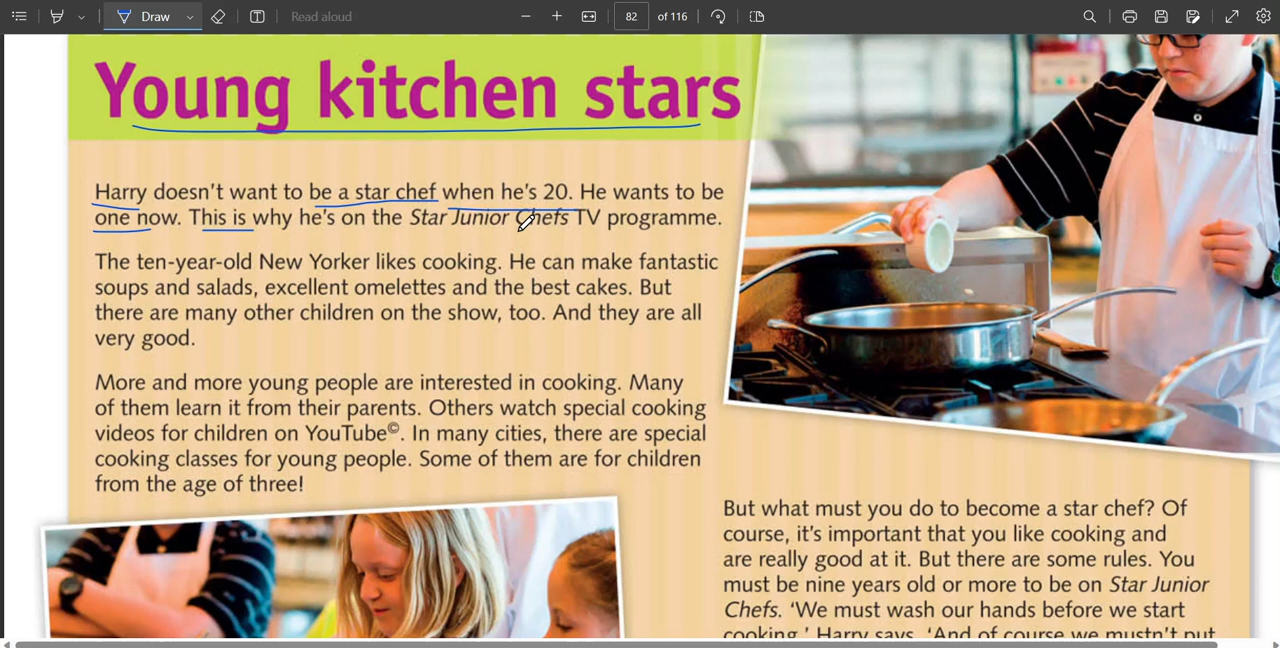 Draw
Read aloud
82
of 116
Young kitchen stars
Harry doesn't want to be a star chef when he's 20. He wants to be
one now. This is why he's on the Star Junior Chefs TV programme.
The ten-year-old New Yorker likes cooking. He can make fantastic
soups and salads, excellent omelettes and the best cakes. But
there are many other children on the show, too. And they are all
very good.
More and more young people are interested in cooking. Many
of them learn it from their parents. Others watch special cooking
videos for children on YouTube©. In many cities, there are special
cooking classes for young people. Some of them are for children
from the age of three!
But what must you do to become a star chef? Of
course, it's important that you like cooking and
are really good at it. But there are some rules. You
must be nine years old or more to be on Star Junior
Chefs. ‘We must wash our hands before we start
cooking,’ Harry says. ‘And of course we mustn't put